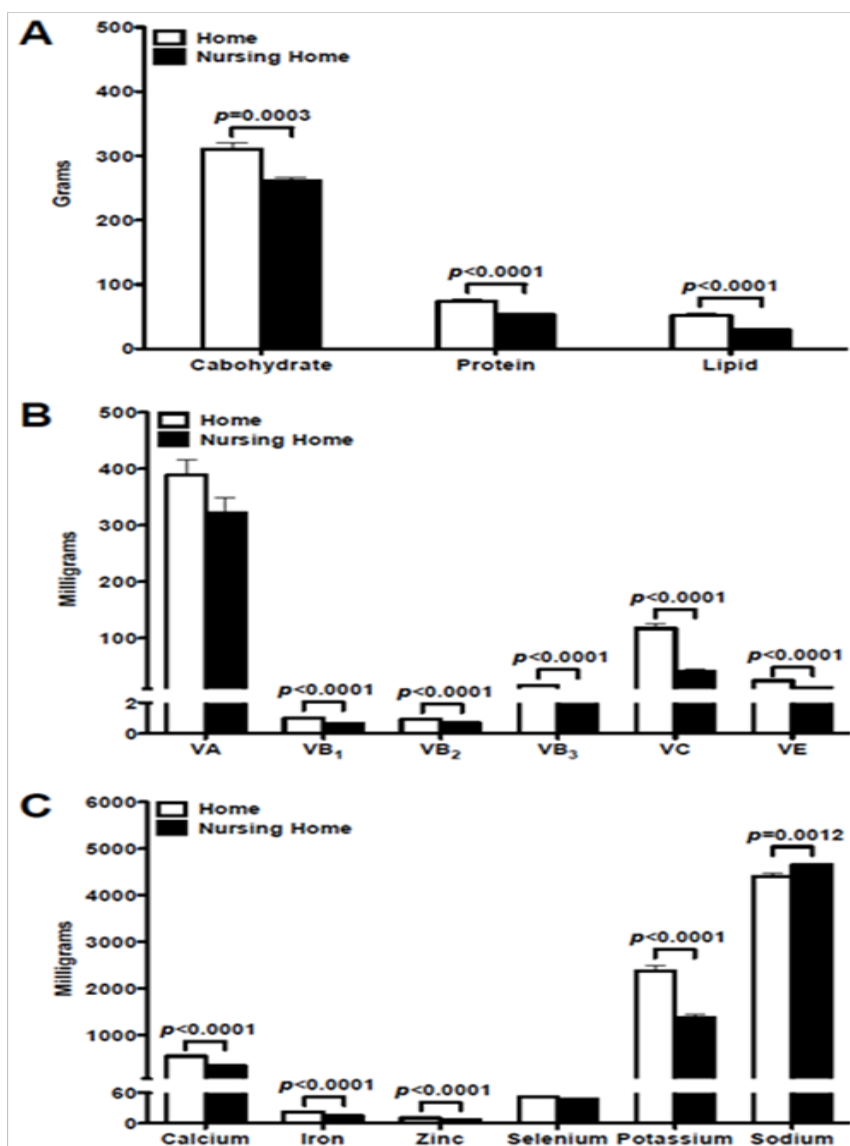 A
Home
Nursing Home
500
400
300
200
100
0
Grams
p=0.0003
p<0.0001
p<0.0001
Cabohydrate Protein Lipid
B
Home
Nursing Home
500
400
300
200
100
2
0
Milligrams
p<0.0001
p<0.0001
p<0.0001
p<0.0001
p<0.0001
VA VB₁ VB₂ VB₃ VC VE
C
Home
Nursing Home
6000
5000
4000
3000
2000
1000
60
0
Milligrams
p<0.0001
p<0.0001
p<0.0001
p<0.0001
p=0.0012
Calcium Iron Zinc Selenium Potassium Sodium